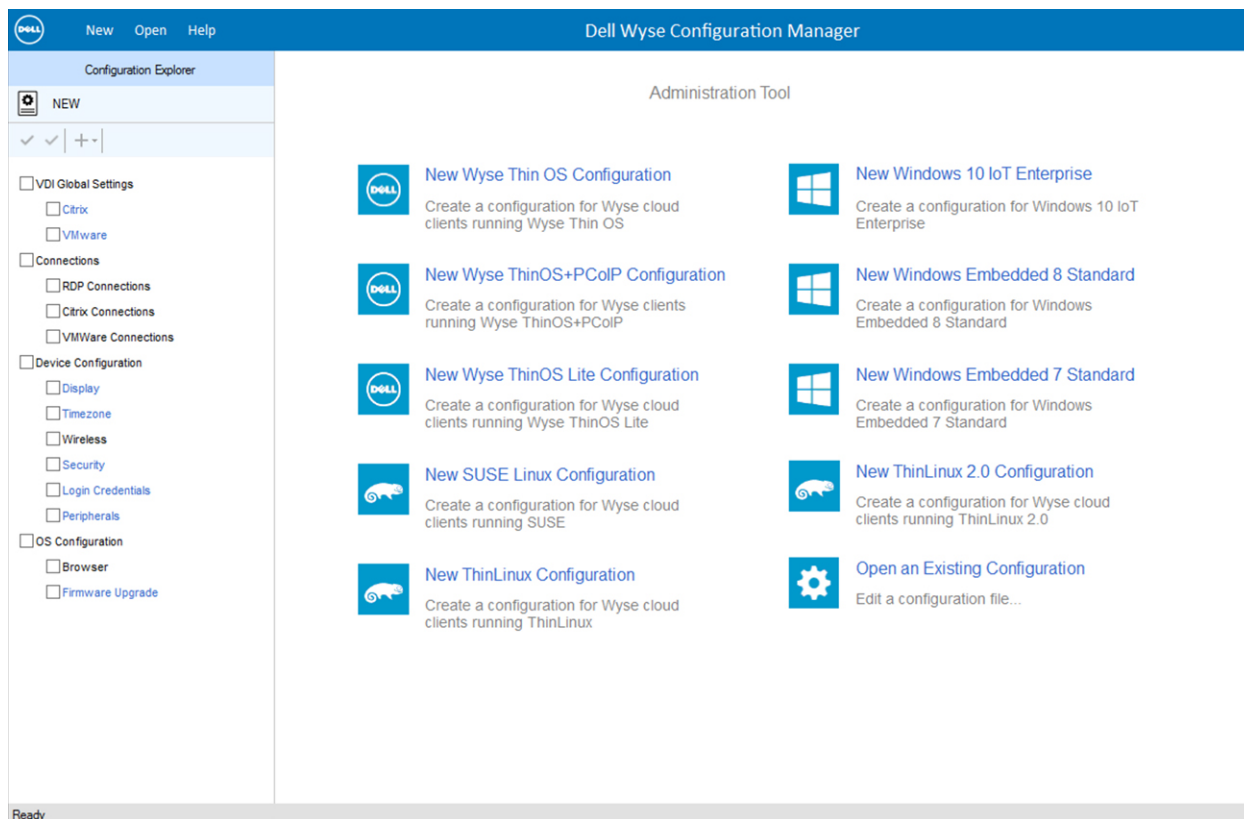 DELL
New Open Help
Dell Wyse Configuration Manager
Configuration Explorer
NEW
VDI Global Settings
Citrix
VMware
Connections
RDP Connections
Citrix Connections
VMWare Connections
Device Configuration
Display
Timezone
Wireless
Security
Login Credentials
Peripherals
OS Configuration
Browser
Firmware Upgrade
Administration Tool
DELL
New Wyse Thin OS Configuration
Create a configuration for Wyse cloud
clients running Wyse Thin OS
DELL
New Wyse ThinOS+PCoIP Configuration
Create a configuration for Wyse clients
running Wyse ThinOS+PCoIP
DELL
New Wyse ThinOS Lite Configuration
Create a configuration for Wyse cloud
clients running Wyse ThinOS Lite
New SUSE Linux Configuration
Create a configuration for Wyse cloud
clients running SUSE
New ThinLinux Configuration
Create a configuration for Wyse cloud
clients running ThinLinux
New Windows 10 IoT Enterprise
Create a configuration for Windows 10 IoT
Enterprise
New Windows Embedded 8 Standard
Create a configuration for Windows
Embedded 8 Standard
New Windows Embedded 7 Standard
Create a configuration for Windows
Embedded 7 Standard
New ThinLinux 2.0 Configuration
Create a configuration for Wyse cloud
clients running ThinLinux 2.0
Open an Existing Configuration
Edit a configuration file...
Ready